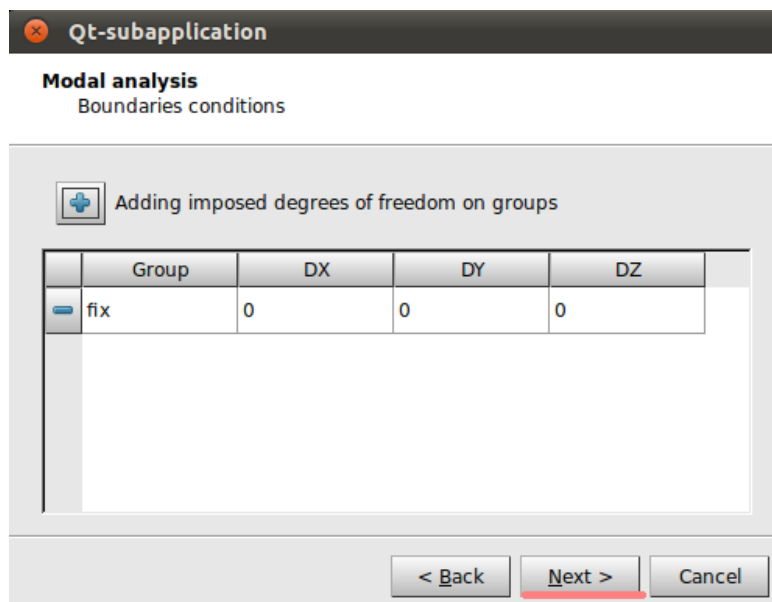 Qt-subapplication
Modal analysis
Boundaries conditions
Adding imposed degrees of freedom on groups
Group DX DY DZ
fix 0 0 0
< Back Next > Cancel